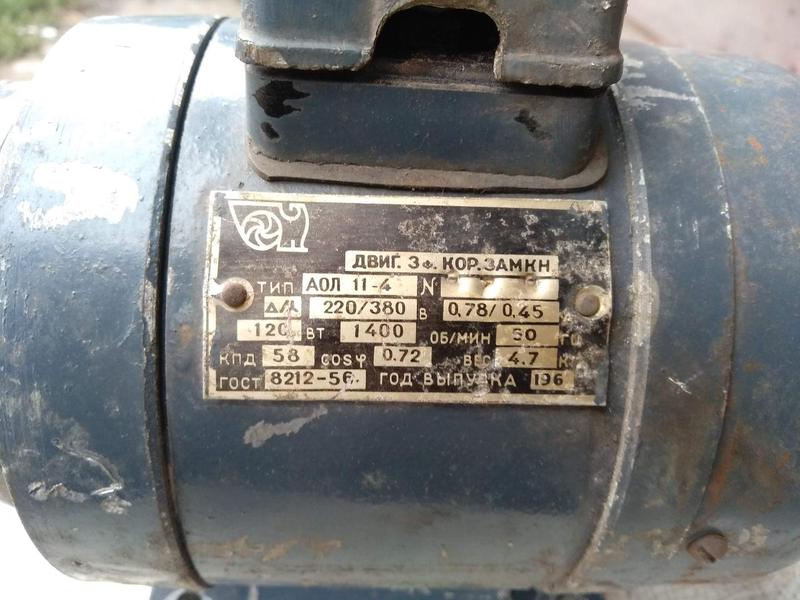 ДВИГ. 3ф. КОР. ЗАМКН
ТИП АОЛ 11-4 N
Δ/⅄ 220/380 В 0,78/0,45
120 ВТ 1400 ОБ/МИН 50 ГЦ
КПД 58 COSφ 0.72 ВЕС 4.7 К
ГОСТ 8212-56. ГОД ВЫПУСКА 196